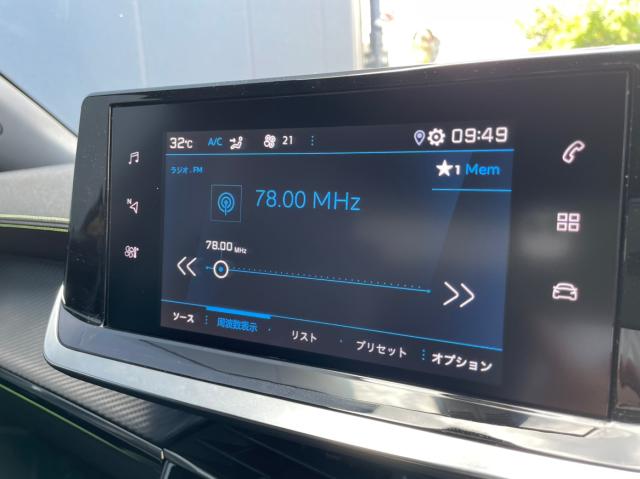 32°C A/C 21 09:49
ラジオ.FM
1 Mem
78.00 MHz
78.00 MHz
N
ソース 周波数表示 リスト プリセット オプション